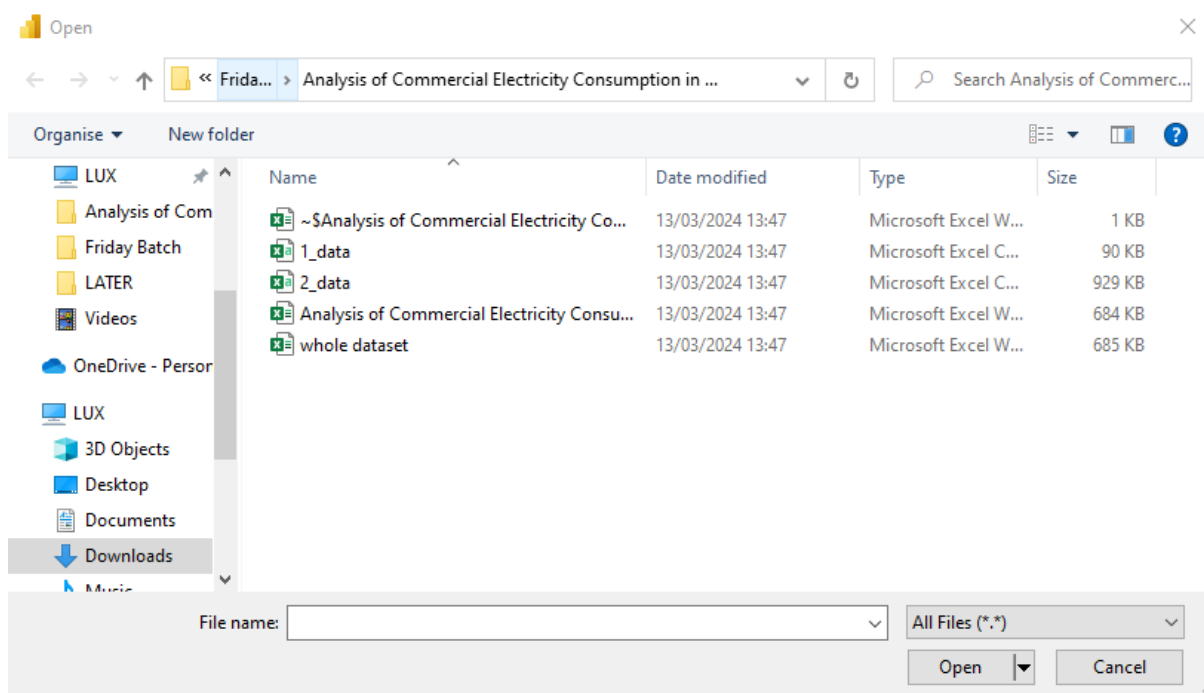 Open
« Frida... > Analysis of Commercial Electricity Consumption in ...
Search Analysis of Commerc...
Organise New folder
LUX
Analysis of Com
Friday Batch
LATER
Videos
OneDrive - Person
LUX
3D Objects
Desktop
Documents
Downloads
Music
Name Date modified Type Size
~$Analysis of Commercial Electricity Co... 13/03/2024 13:47 Microsoft Excel W... 1 KB
1_data 13/03/2024 13:47 Microsoft Excel C... 90 KB
2_data 13/03/2024 13:47 Microsoft Excel C... 929 KB
Analysis of Commercial Electricity Consu... 13/03/2024 13:47 Microsoft Excel W... 684 KB
whole dataset 13/03/2024 13:47 Microsoft Excel W... 685 KB
File name: All Files (*.*)
Open Cancel